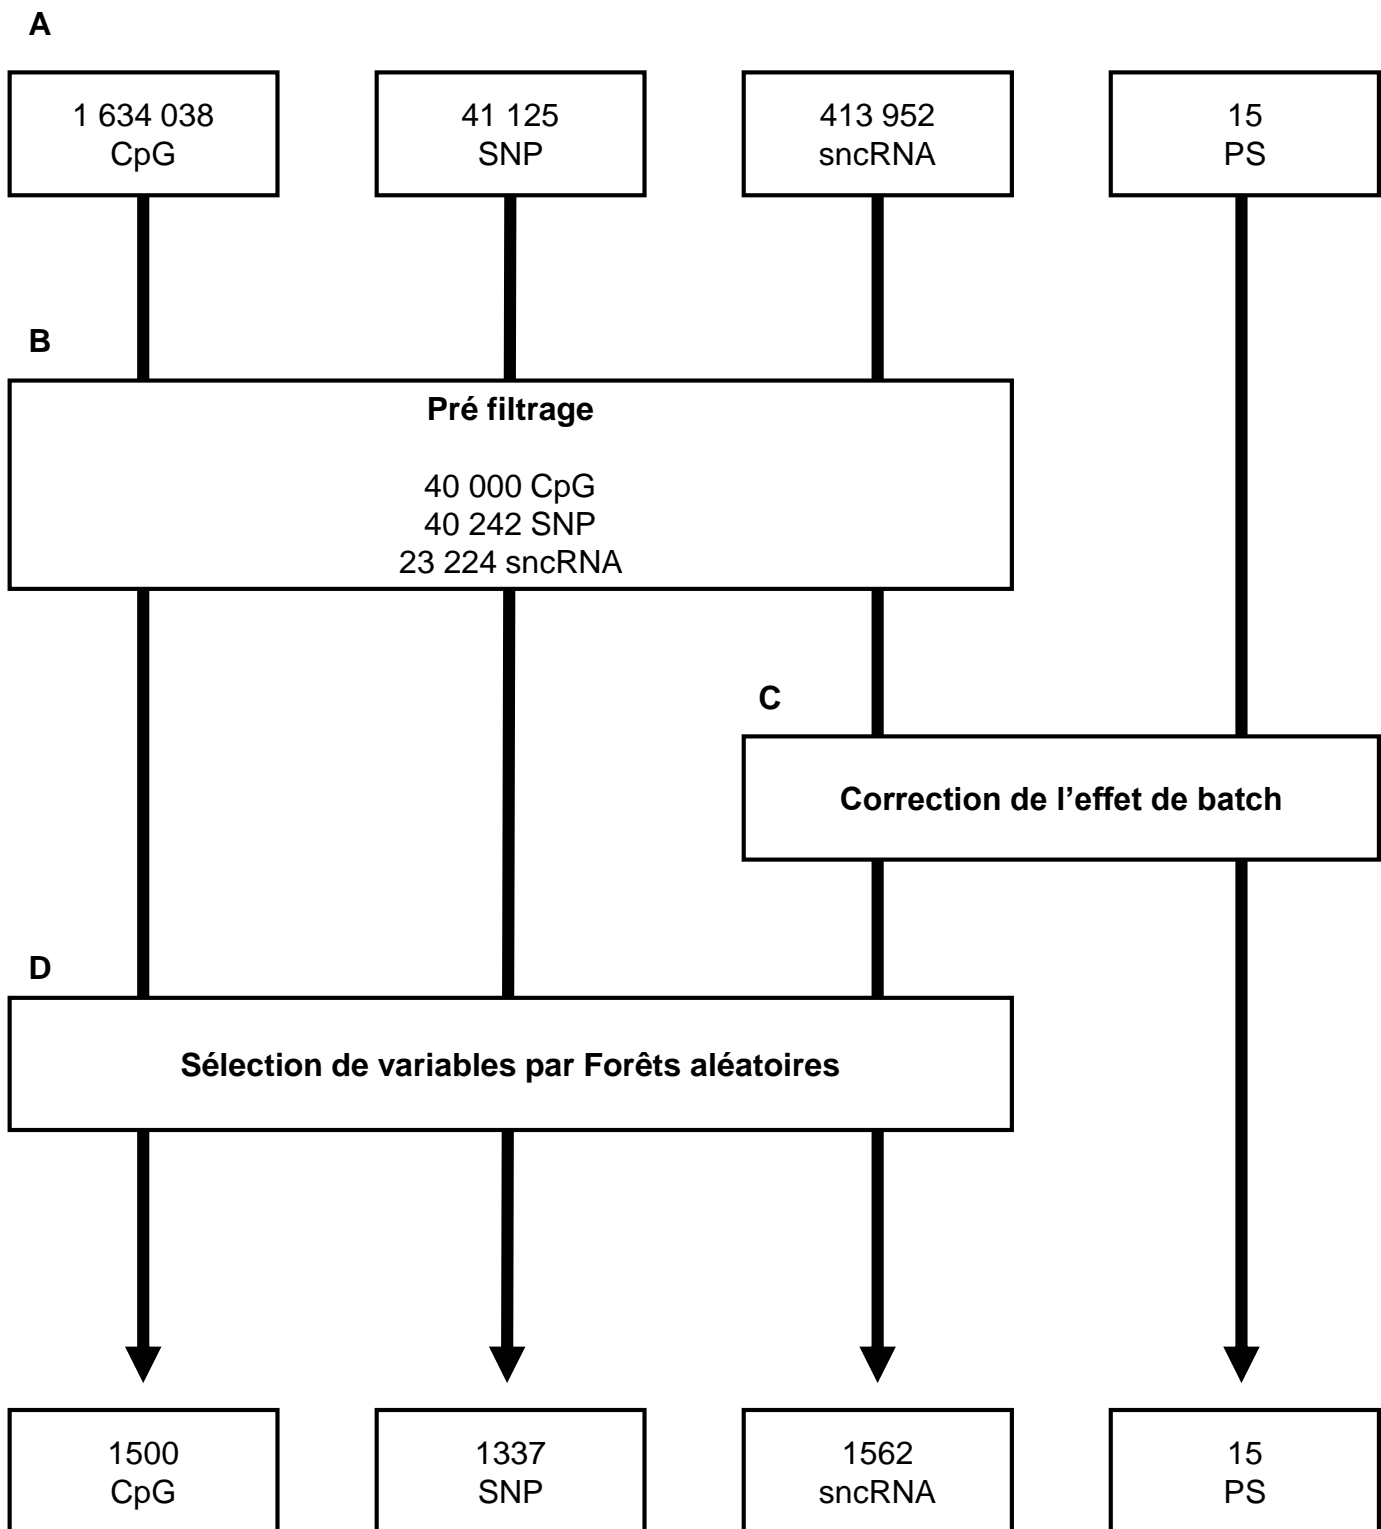 A
1 634 038
CpG
41 125
SNP
413 952
sncRNA
15
PS
B
Pré filtrage
40 000 CpG
40 242 SNP
23 224 sncRNA
C
Correction de l’effet de batch
D
Sélection de variables par Forêts aléatoires
1500
CpG
1337
SNP
1562
sncRNA
15
PS